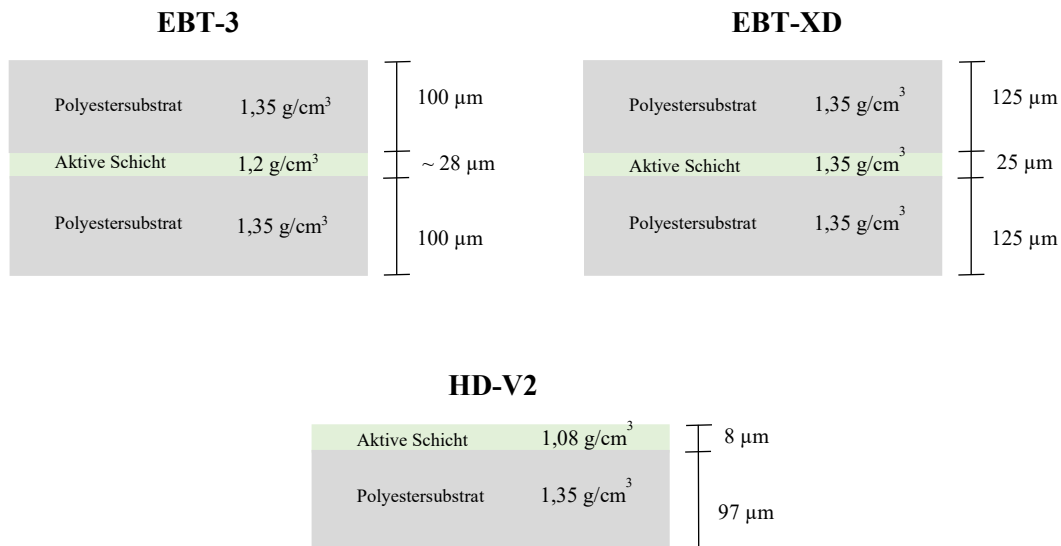 EBT-3
EBT-XD
Polyestersubstrat 1,35 g/cm³ 100 µm
Aktive Schicht 1,2 g/cm³ ~ 28 µm
Polyestersubstrat 1,35 g/cm³ 100 µm
Polyestersubstrat 1,35 g/cm³ 125 µm
Aktive Schicht 1,35 g/cm³ 25 µm
Polyestersubstrat 1,35 g/cm³ 125 µm
HD-V2
Aktive Schicht 1,08 g/cm³ 8 µm
Polyestersubstrat 1,35 g/cm³ 97 µm